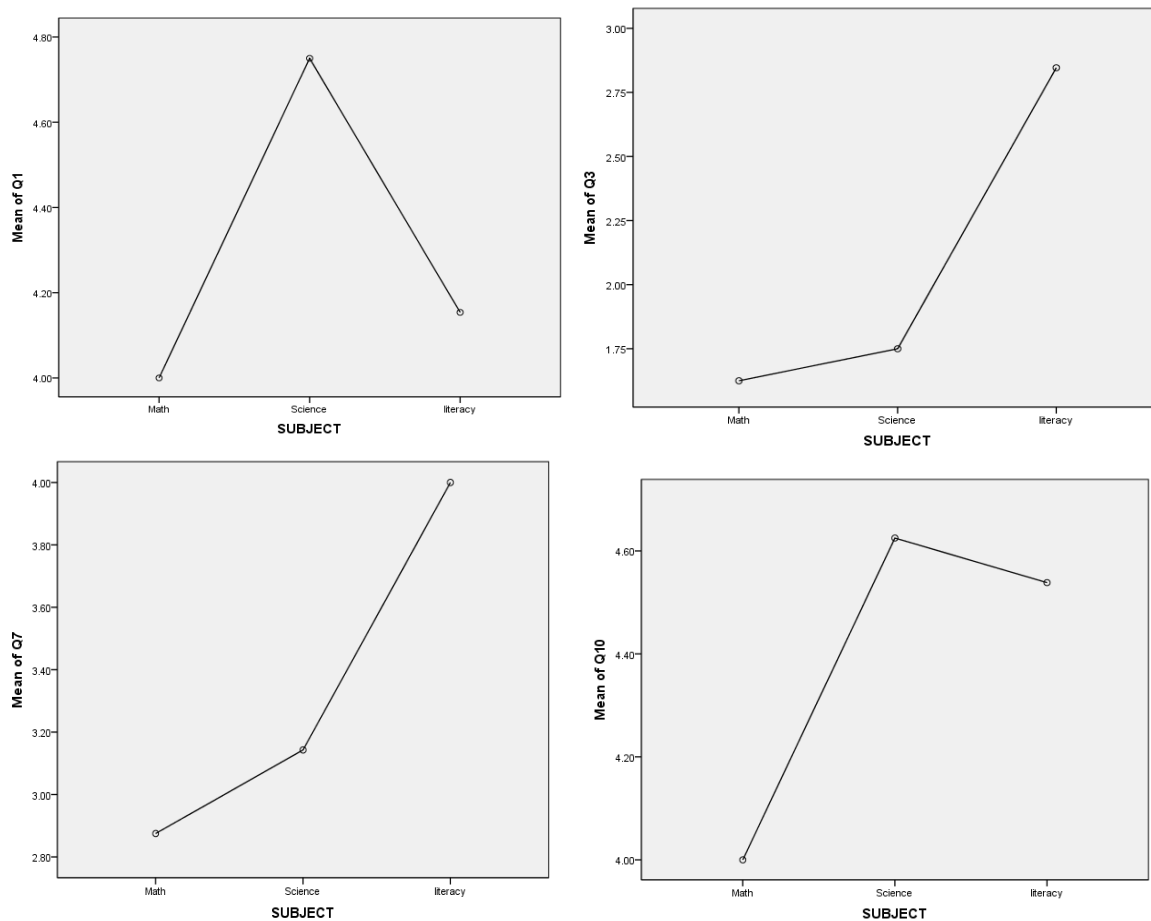 4.80
4.60
4.40
4.20
4.00
Mean of Q1
Math Science literacy
SUBJECT
3.00
2.75
2.50
2.25
2.00
1.75
Mean of Q3
Math Science literacy
SUBJECT
4.00
3.80
3.60
3.40
3.20
3.00
2.80
Mean of Q7
Math Science literacy
SUBJECT
4.60
4.40
4.20
4.00
Mean of Q10
Math Science literacy
SUBJECT